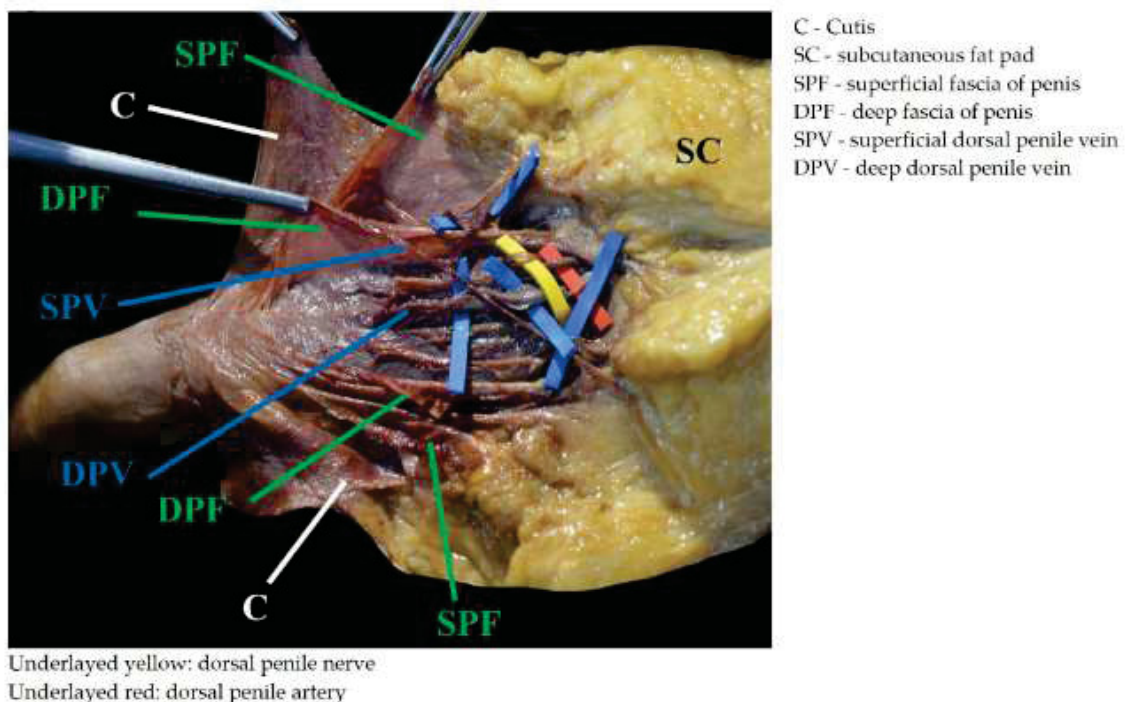 SPF
C
DPF
SPV
DPV
DPF
C
SPF
SC
C - Cutis
SC - subcutaneous fat pad
SPF - superficial fascia of penis
DPF - deep fascia of penis
SPV - superficial dorsal penile vein
DPV - deep dorsal penile vein
Underlayed yellow: dorsal penile nerve
Underlayed red: dorsal penile artery